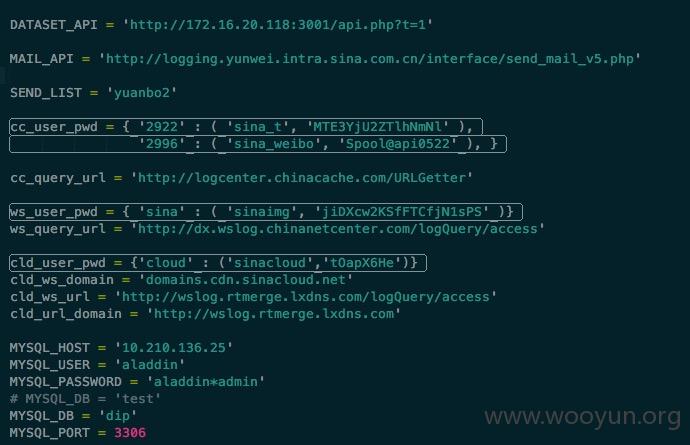 DATASET_API = 'http://172.16.20.118:3001/api.php?t=1'
MAIL_API = 'http://logging.yunwei.intra.sina.com.cn/interface/send_mail_v5.php'
SEND_LIST = 'yuanbo2'
cc_user_pwd = { '2922' : ( 'sina_t', 'MTE3YjU2ZTlhNmNl' ),
'2996' : ( 'sina_weibo', 'Spool@api0522' ), }
cc_query_url = 'http://logcenter.chinacache.com/URLGetter'
ws_user_pwd = { 'sina' : ( 'sinaimg', 'jiDXcw2KSfFTCfjN1sPS' )}
ws_query_url = 'http://dx.wslog.chinanetcenter.com/logQuery/access'
cld_user_pwd = {'cloud' : ('sinacloud','tOapX6He')}
cld_ws_domain = 'domains.cdn.sinacloud.net'
cld_ws_url = 'http://wslog.rtmerge.lxdns.com/logQuery/access'
cld_url_domain = 'http://wslog.rtmerge.lxdns.com'
MYSQL_HOST = '10.210.136.25'
MYSQL_USER = 'aladdin'
MYSQL_PASSWORD = 'aladdin*admin'
# MYSQL_DB = 'test'
MYSQL_DB = 'dip'
MYSQL_PORT = 3306
www.wooyun.org